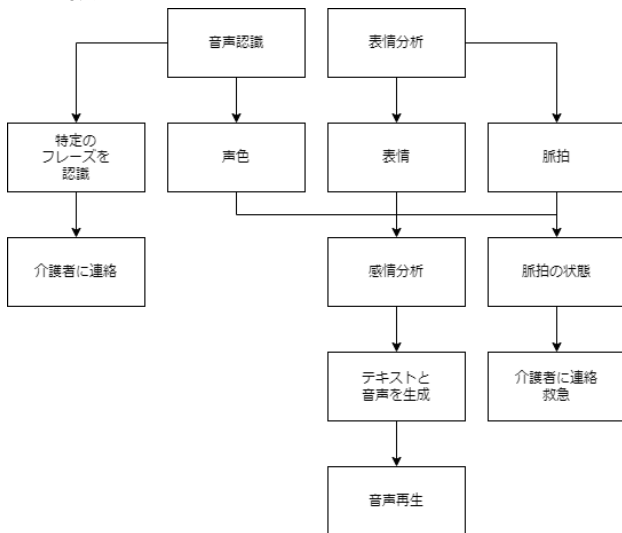 音声認識
表情分析
特定の
フレーズを
認識
声色
表情
脈拍
介護者に連絡
感情分析
脈拍の状態
テキストと
音声を生成
介護者に連絡
救急
音声再生